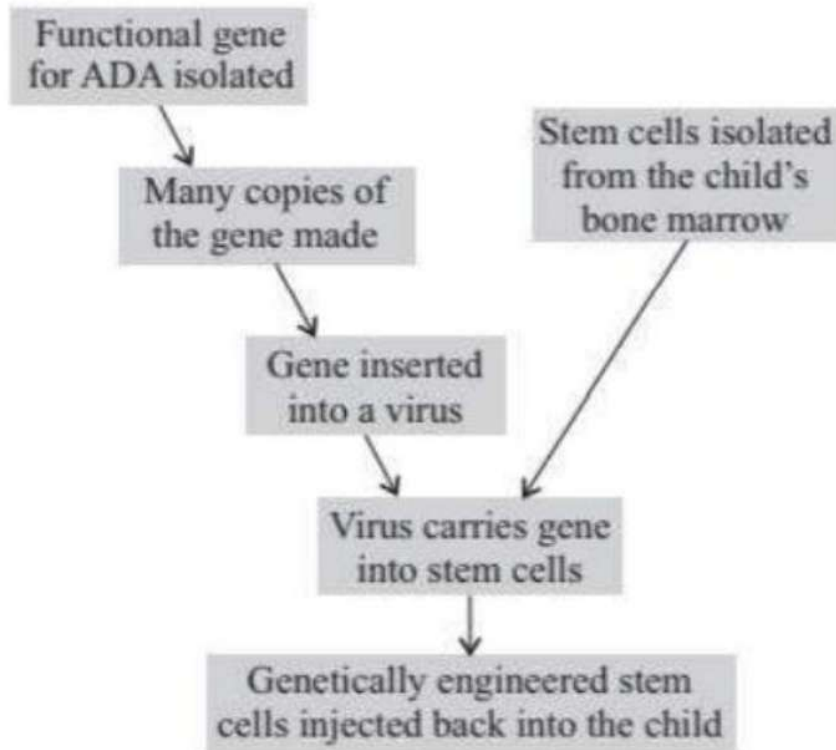 Functional gene
for ADA isolated
Stem cells isolated
from the child's
bone marrow
Many copies of
the gene made
Gene inserted
into a virus
Virus carries gene
into stem cells
Genetically engineered stem
cells injected back into the child